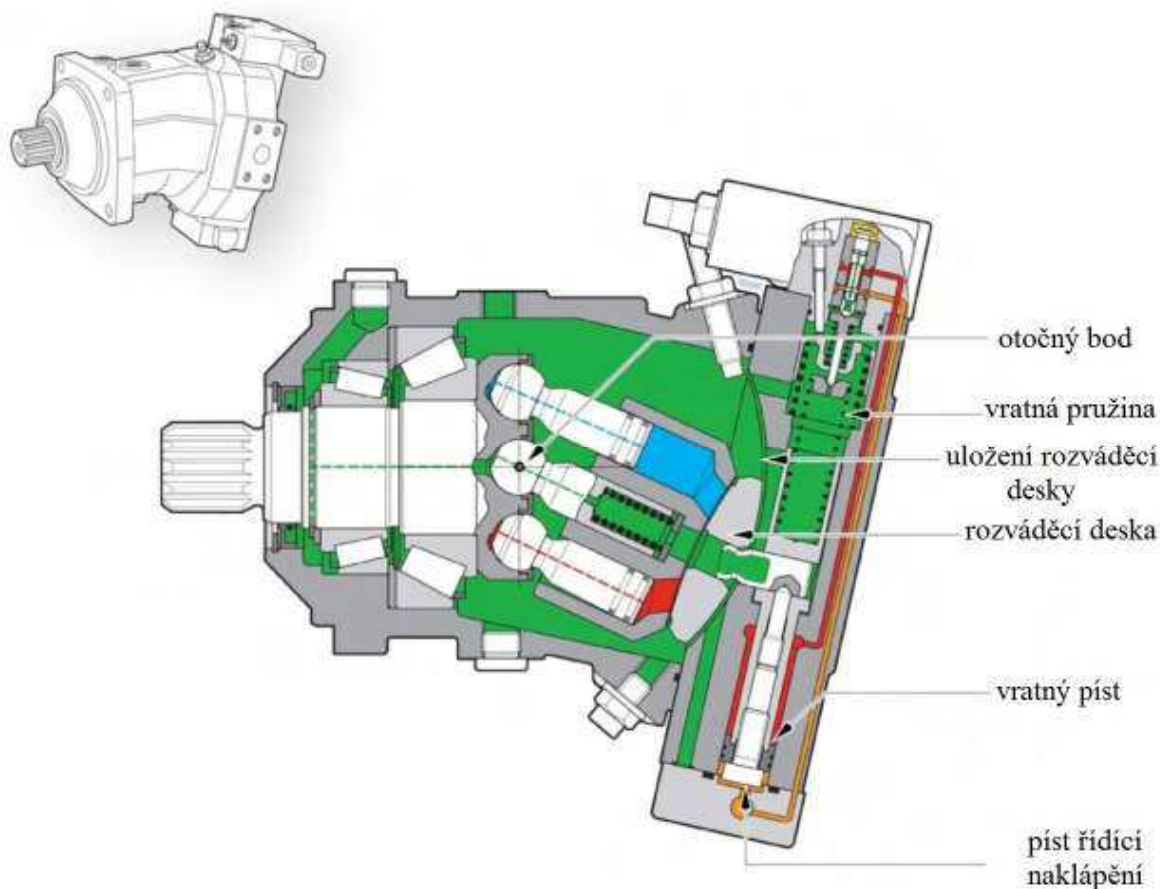 otočný bod
vratná pružina
uložení rozváděcí
desky
rozváděcí deska
vratný píst
píst řídící
naklápění